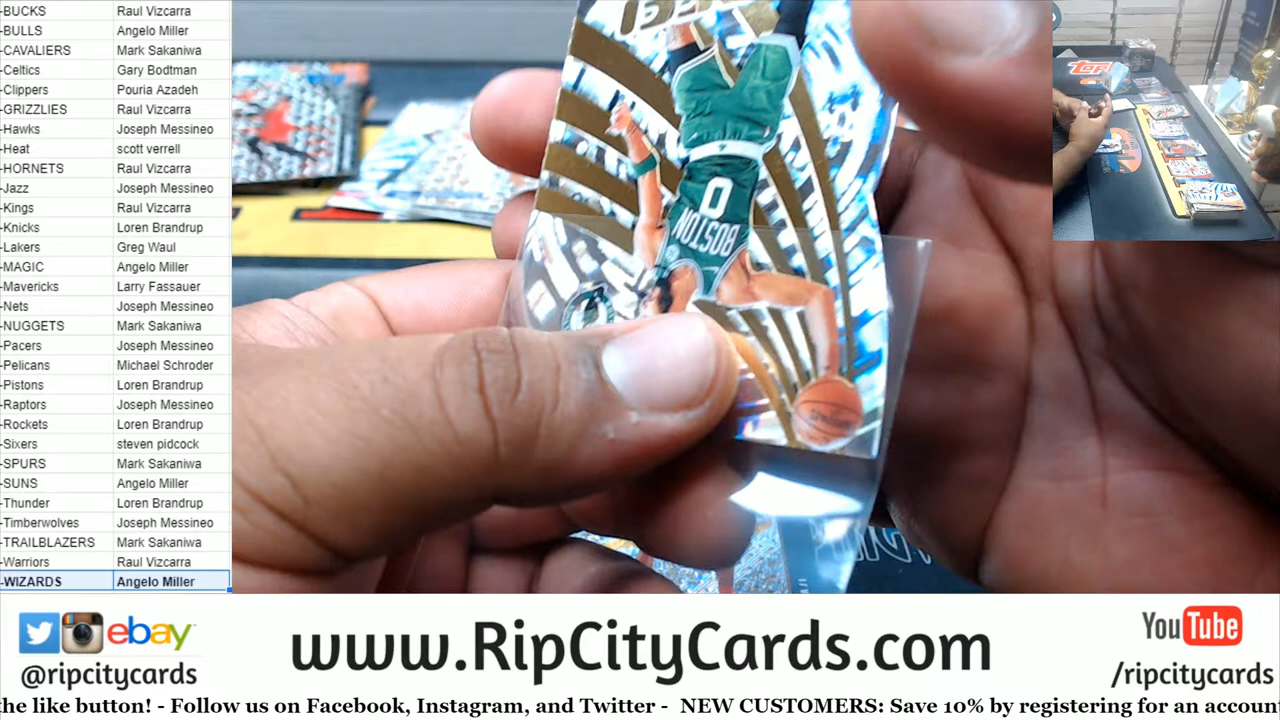 -BUCKS Raul Vizcarra
-BULLS Angelo Miller
-CAVALIERS Mark Sakaniwa
-Celtics Gary Bodtman
-Clippers Pouria Azadeh
-GRIZZLIES Raul Vizcarra
-Hawks Joseph Messineo
-Heat scott verrell
-HORNETS Raul Vizcarra
-Jazz Joseph Messineo
-Kings Raul Vizcarra
-Knicks Loren Brandrup
-Lakers Greg Waul
-MAGIC Angelo Miller
-Mavericks Larry Fassauer
-Nets Joseph Messineo
-NUGGETS Mark Sakaniwa
-Pacers Joseph Messineo
-Pelicans Michael Schroder
-Pistons Loren Brandrup
-Raptors Joseph Messineo
-Rockets Loren Brandrup
-Sixers steven pidcock
-SPURS Mark Sakaniwa
-SUNS Angelo Miller
-Thunder Loren Brandrup
-Timberwolves Joseph Messineo
-TRAILBLAZERS Mark Sakaniwa
-Warriors Raul Vizcarra
-WIZARDS Angelo Miller
BOSTON
0
topps
ebay
@ripcitycards
www.RipCityCards.com
YouTube
/ripcitycards
the like button! - Follow us on Facebook, Instagram, and Twitter - NEW CUSTOMERS: Save 10% by registering for an accoun